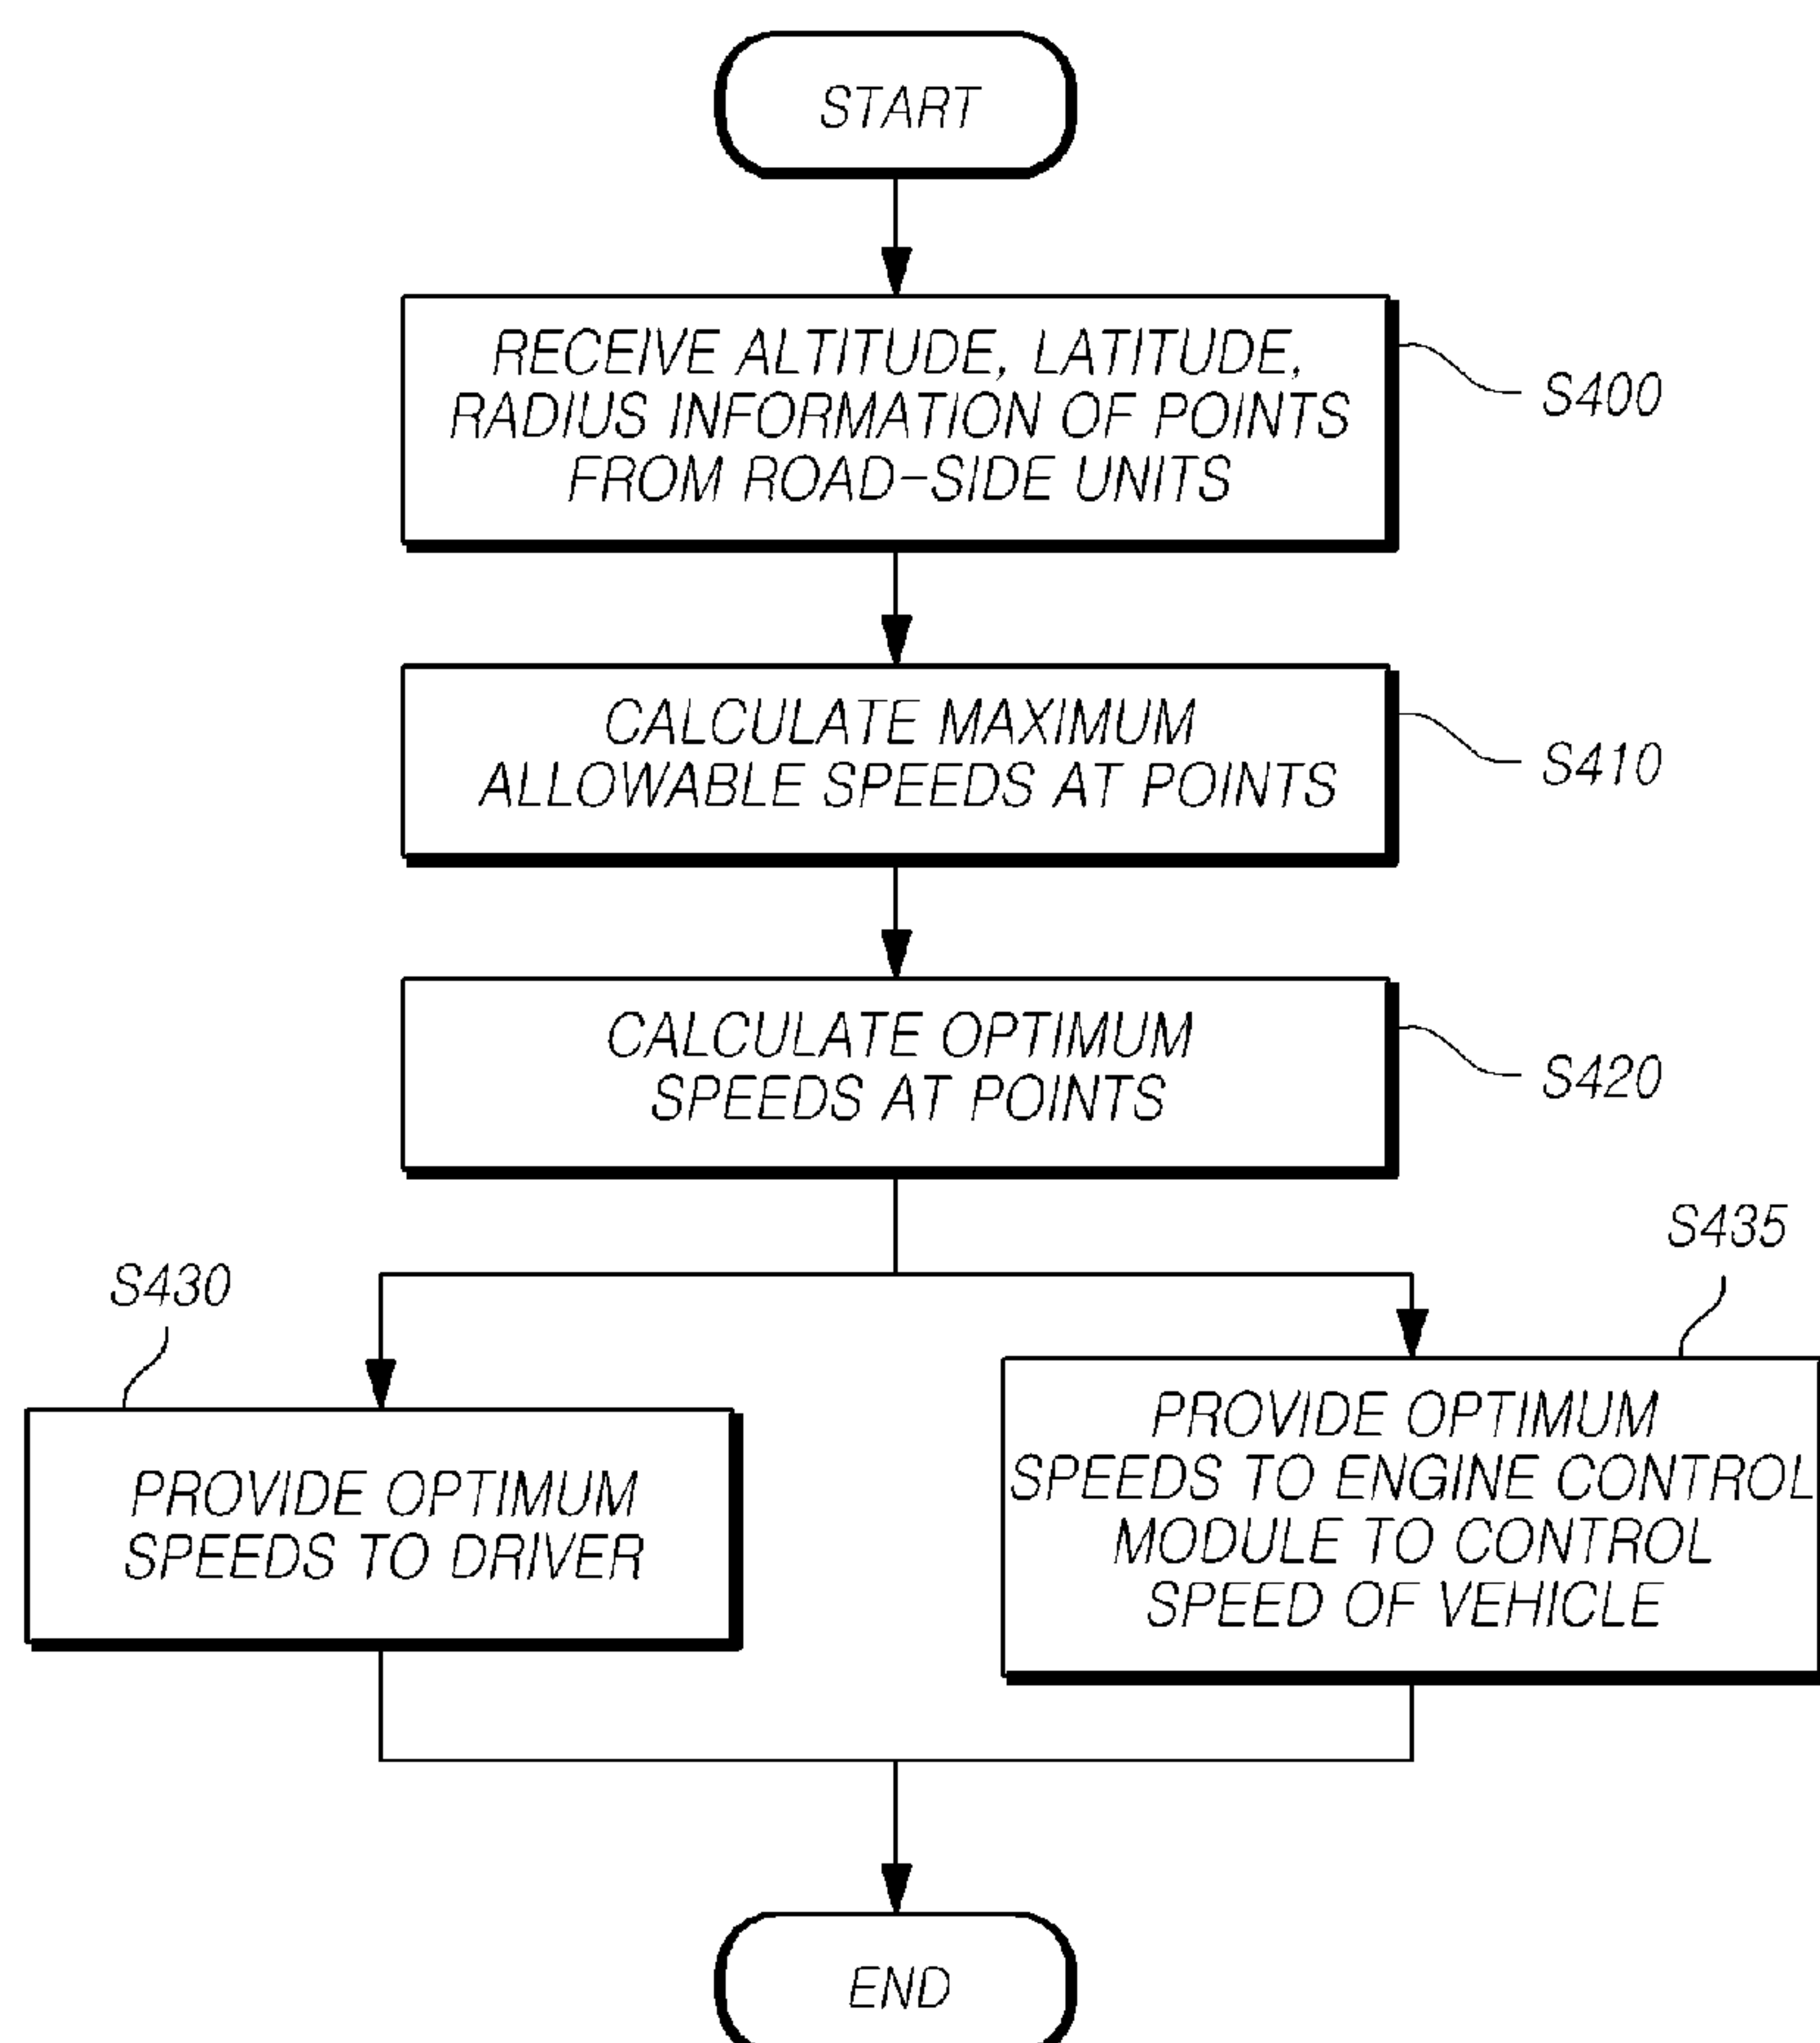 START
RECEIVE ALTITUDE, LATITUDE,
RADIUS INFORMATION OF POINTS
FROM ROAD-SIDE UNITS
S400
CALCULATE MAXIMUM
ALLOWABLE SPEEDS AT POINTS
S410
CALCULATE OPTIMUM
SPEEDS AT POINTS
S420
S430
PROVIDE OPTIMUM
SPEEDS TO DRIVER
S435
PROVIDE OPTIMUM
SPEEDS TO ENGINE CONTROL
MODULE TO CONTROL
SPEED OF VEHICLE
END